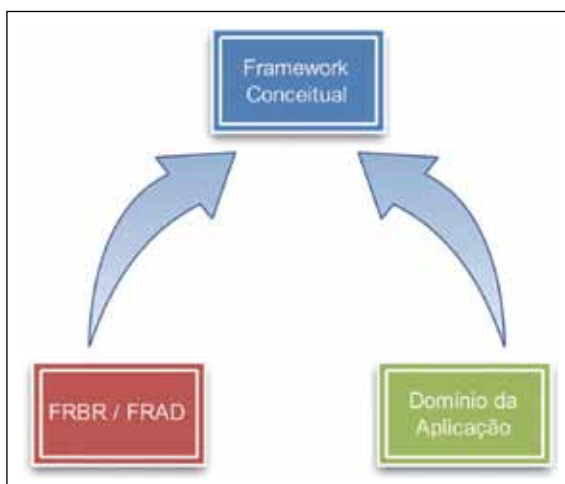 Framework
Conceitual
FRBR / FRAD
Domínio da
Aplicação